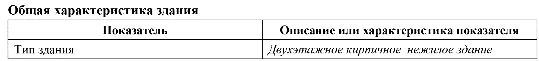 Общая характеристика здания
Показатель Описание или характеристика показателя
Тип здания Двухэтажное кирпичное нежилое здание